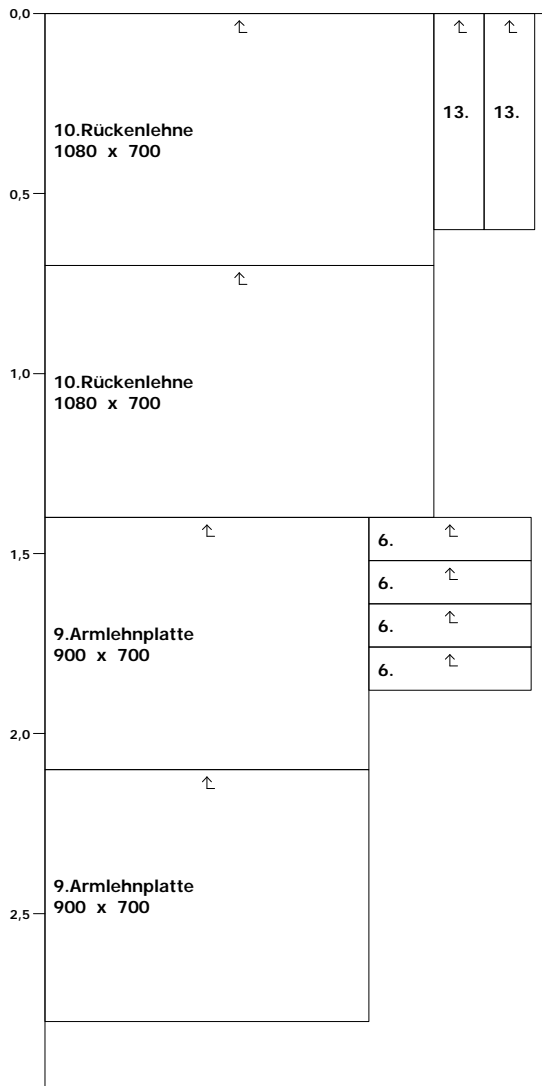 0,0
13.
13.
10.Rückenlehne
1080 x 700
0,5
1,0
10.Rückenlehne
1080 x 700
1,5
6.
6.
9.Armlehnplatte
900 x 700
6.
6.
2,0
9.Armlehnplatte
900 x 700
2,5